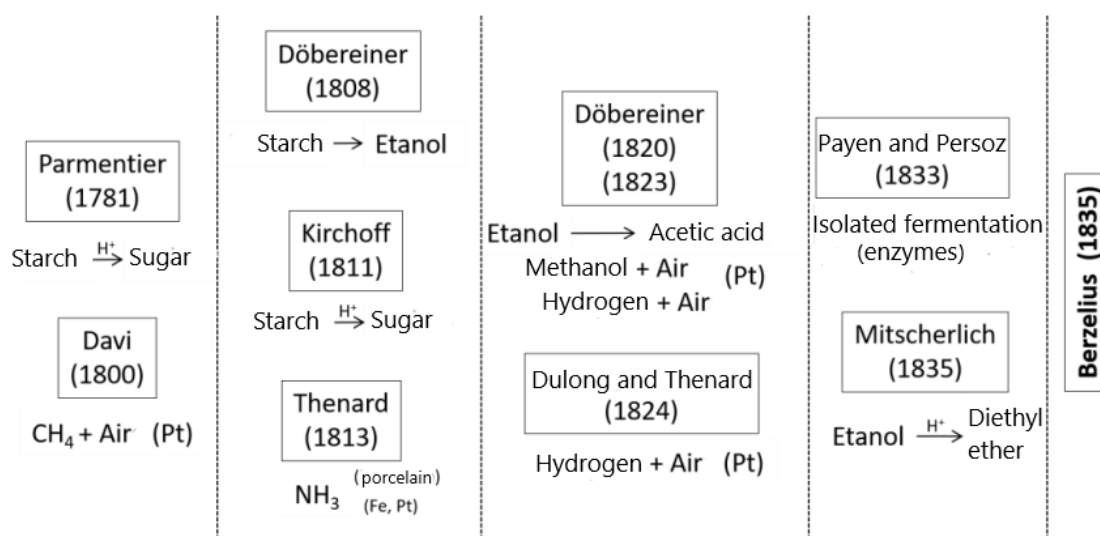 Parmentier
(1781)
Starch H⁺→ Sugar
Davi
(1800)
CH₄ + Air (Pt)
Döbereiner
(1808)
Starch → Etanol
Kirchoff
(1811)
Starch H⁺→ Sugar
Thenard
(1813)
NH₃ (porcelain)
(Fe, Pt)
Döbereiner
(1820)
(1823)
Etanol → Acetic acid
Methanol + Air (Pt)
Hydrogen + Air
Dulong and Thenard
(1824)
Hydrogen + Air (Pt)
Payen and Persoz
(1833)
Isolated fermentation
(enzymes)
Mitscherlich
(1835)
Etanol H⁺→ Diethyl
ether
Berzelius (1835)